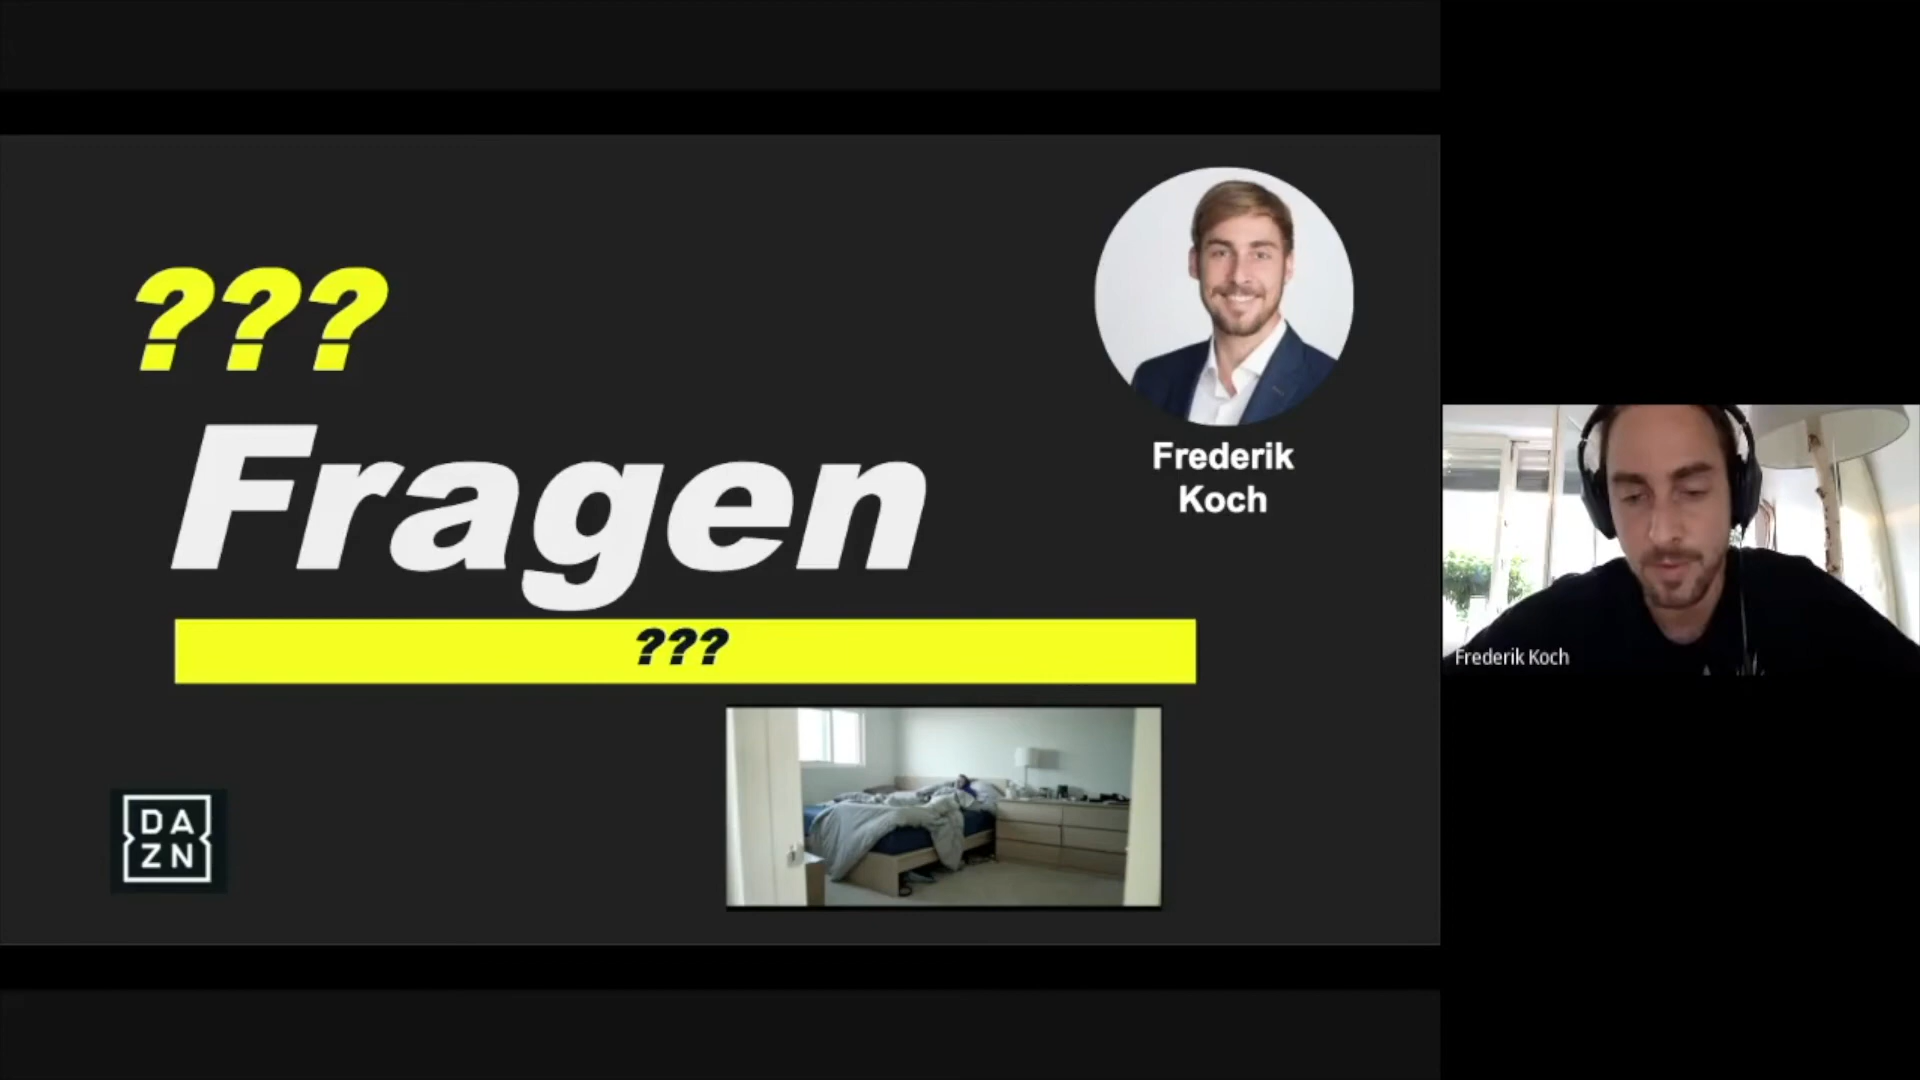 ???
Fragen
???
Frederik
Koch
Frederik Koch
DA
ZN